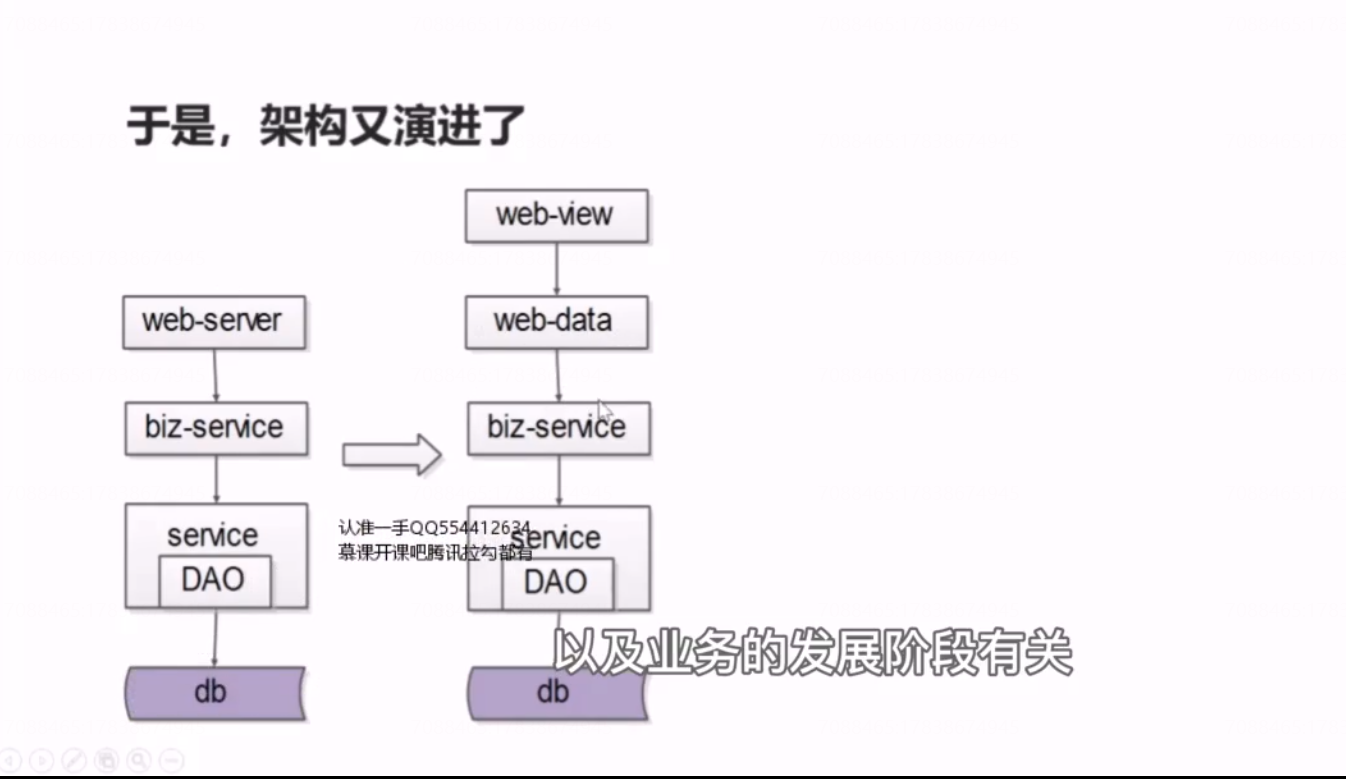 于是，架构又演进了
web-server
biz-service
service
DAO
db
web-view
web-data
biz-service
service
DAO
db
认准一手QQ554412634
慕课开课吧腾讯拉勾都有
以及业务的发展阶段有关